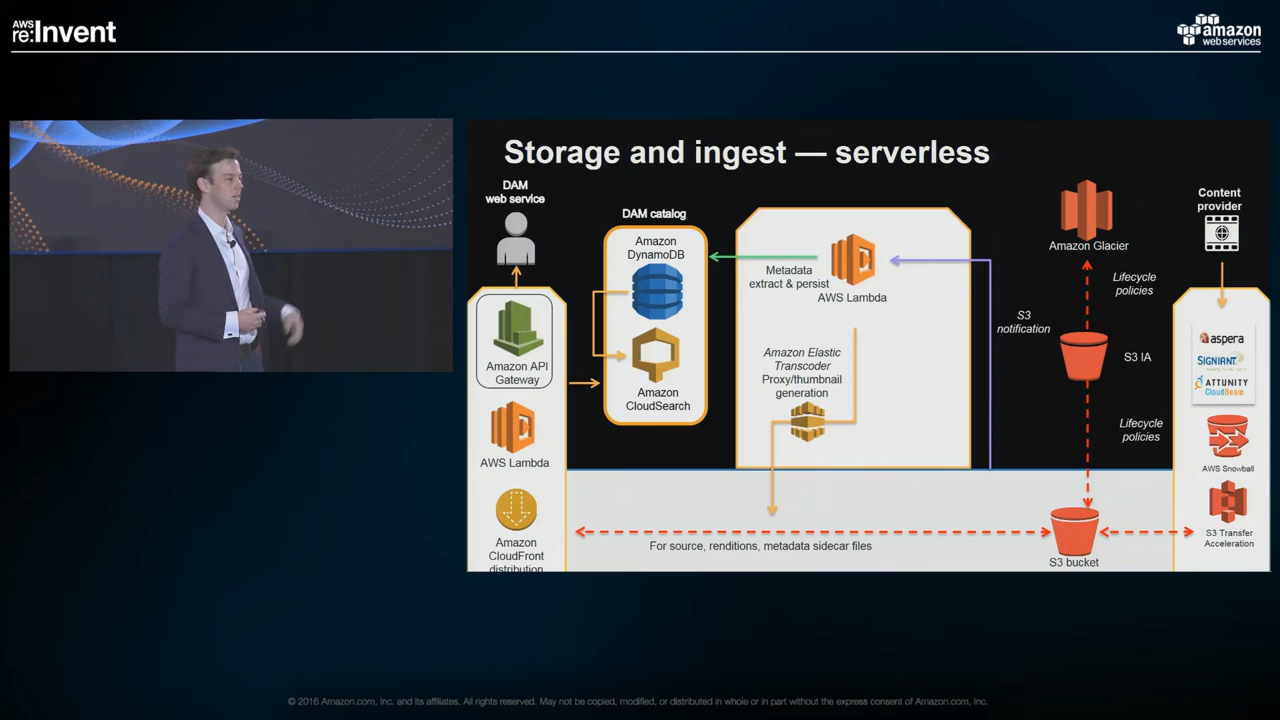 AWS
re:Invent
amazon
web services
Storage and ingest — serverless
DAM
web service
Amazon API
Gateway
AWS Lambda
Amazon
CloudFront
distribution
DAM catalog
Amazon
DynamoDB
Amazon
CloudSearch
Metadata
extract & persist
AWS Lambda
Amazon Elastic
Transcoder
Proxy/thumbnail
generation
For source, renditions, metadata sidecar files
S3
notification
Amazon Glacier
Lifecycle
policies
S3 IA
Lifecycle
policies
S3 bucket
Content
provider
aspera
SIGNIANT
ATTUNITY
CloudBeam
AWS Snowball
S3 Transfer
Acceleration
© 2016 Amazon.com, Inc. and its affiliates. All rights reserved. May not be copied, modified, or distributed in whole or in part without the express consent of Amazon.com, Inc.